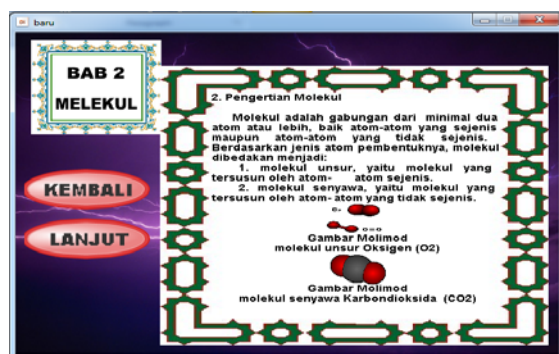 baru
BAB 2
MELEKUL
KEMBALI
LANJUT
2. Pengertian Molekul
Molekul adalah gabungan dari minimal dua
atom atau lebih, baik atom-atom yang sejenis
maupun atom-atom yang tidak sejenis.
Berdasarkan jenis atom pembentuknya, molekul
dibedakan menjadi:
1. molekul unsur, yaitu molekul yang
tersusun oleh atom- atom sejenis.
2. molekul senyawa, yaitu molekul yang
tersusun oleh atom- atom yang tidak sejenis.
O=O
Gambar Molimod
molekul unsur Oksigen (O2)
Gambar Molimod
molekul senyawa Karbondioksida (CO2)